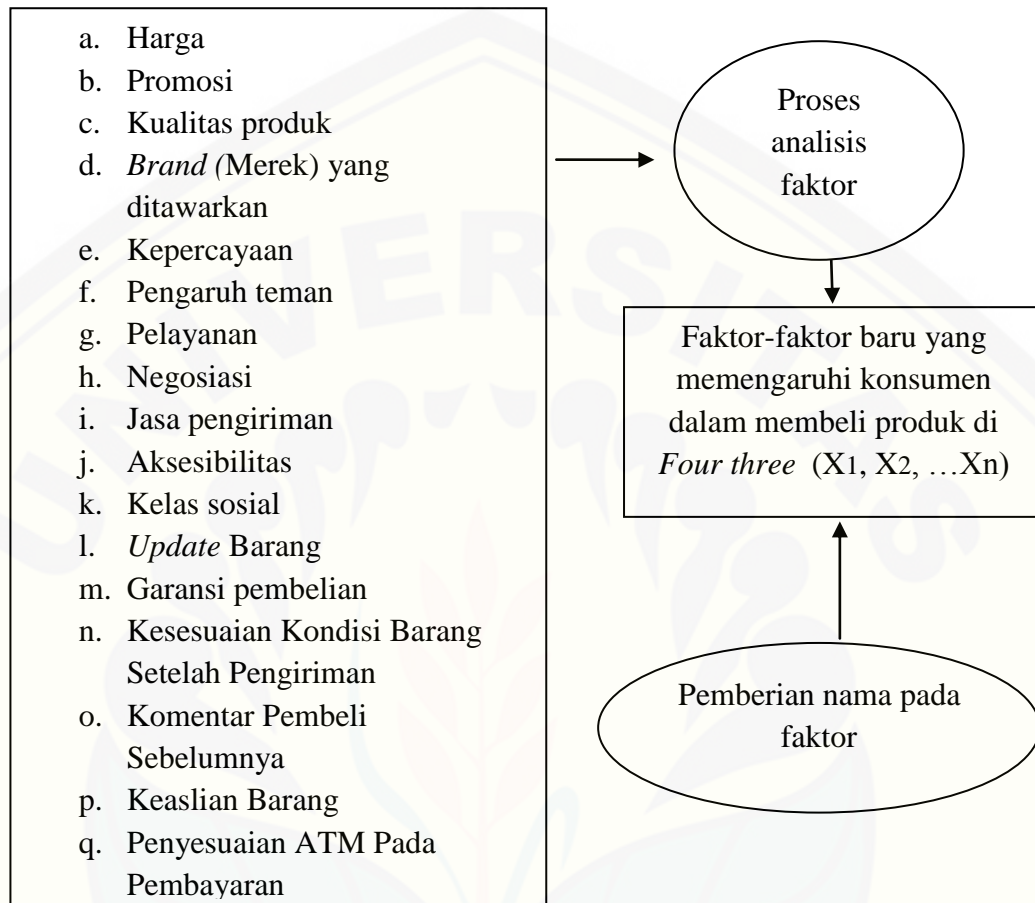 a. Harga
b. Promosi
c. Kualitas produk
d. Brand (Merek) yang
ditawarkan
e. Kepercayaan
f. Pengaruh teman
g. Pelayanan
h. Negosiasi
i. Jasa pengiriman
j. Aksesibilitas
k. Kelas sosial
l. Update Barang
m. Garansi pembelian
n. Kesesuaian Kondisi Barang
Setelah Pengiriman
o. Komentar Pembeli
Sebelumnya
p. Keaslian Barang
q. Penyesuaian ATM Pada
Pembayaran
Proses
analisis
faktor
Faktor-faktor baru yang
memengaruhi konsumen
dalam membeli produk di
Four three (X1, X2, …Xn)
Pemberian nama pada
faktor
UNIVERSITAS